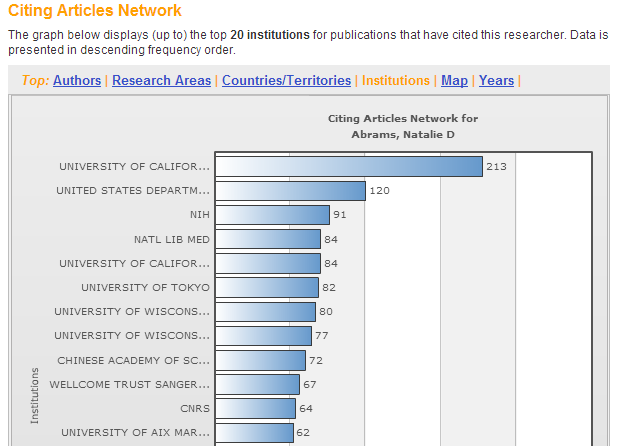 Citing Articles Network
The graph below displays (up to) the top 20 institutions for publications that have cited this researcher. Data is
presented in descending frequency order.
Top: Authors | Research Areas | Countries/Territories | Institutions | Map | Years |
Citing Articles Network for
Abrams, Natalie D
UNIVERSITY OF CALIFOR... 213
UNITED STATES DEPARTM... 120
NIH 91
NATL LIB MED 84
UNIVERSITY OF CALIFOR... 84
UNIVERSITY OF TOKYO 82
UNIVERSITY OF WISCONS... 80
UNIVERSITY OF WISCONS... 77
CHINESE ACADEMY OF SC... 72
WELLCOME TRUST SANGER... 67
CNRS 64
UNIVERSITY OF AIX MAR... 62
Institutions